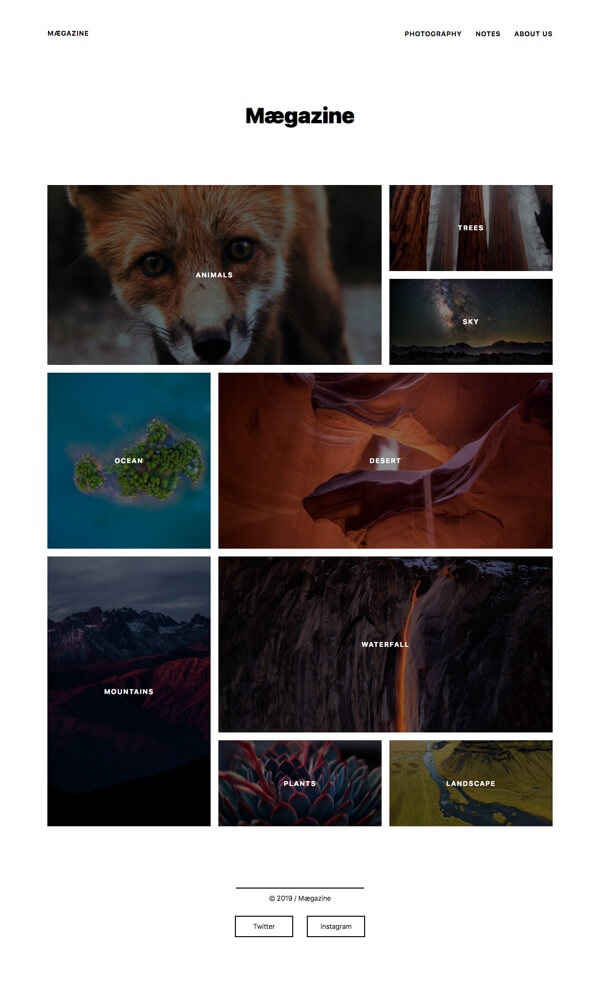 MÆGAZINE
PHOTOGRAPHY NOTES ABOUT US
Mægazine
ANIMALS
TREES
SKY
OCEAN
DESERT
MOUNTAINS
WATERFALL
PLANTS
LANDSCAPE
© 2019 / Mægazine
Twitter
Instagram